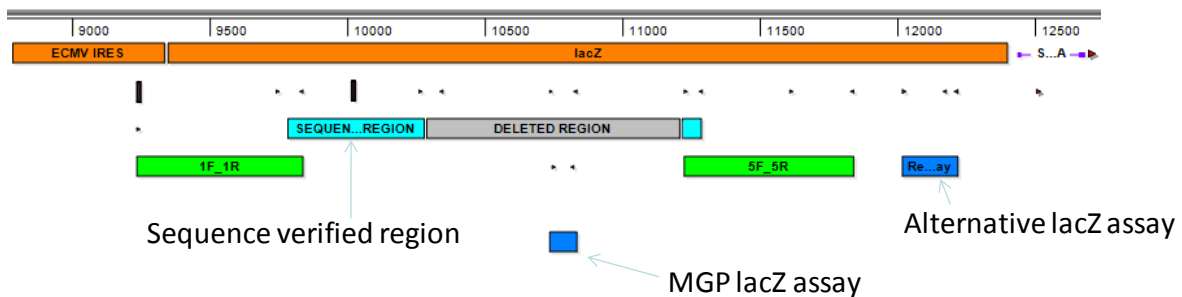 9000 9500 10000 10500 11000 11500 12000 12500
ECMV IRES lacZ S...A
SEQUEN...REGION DELETED REGION
1F_1R 5F_5R Re...ay
Sequence verified region
Alternative lacZ assay
MGP lacZ assay